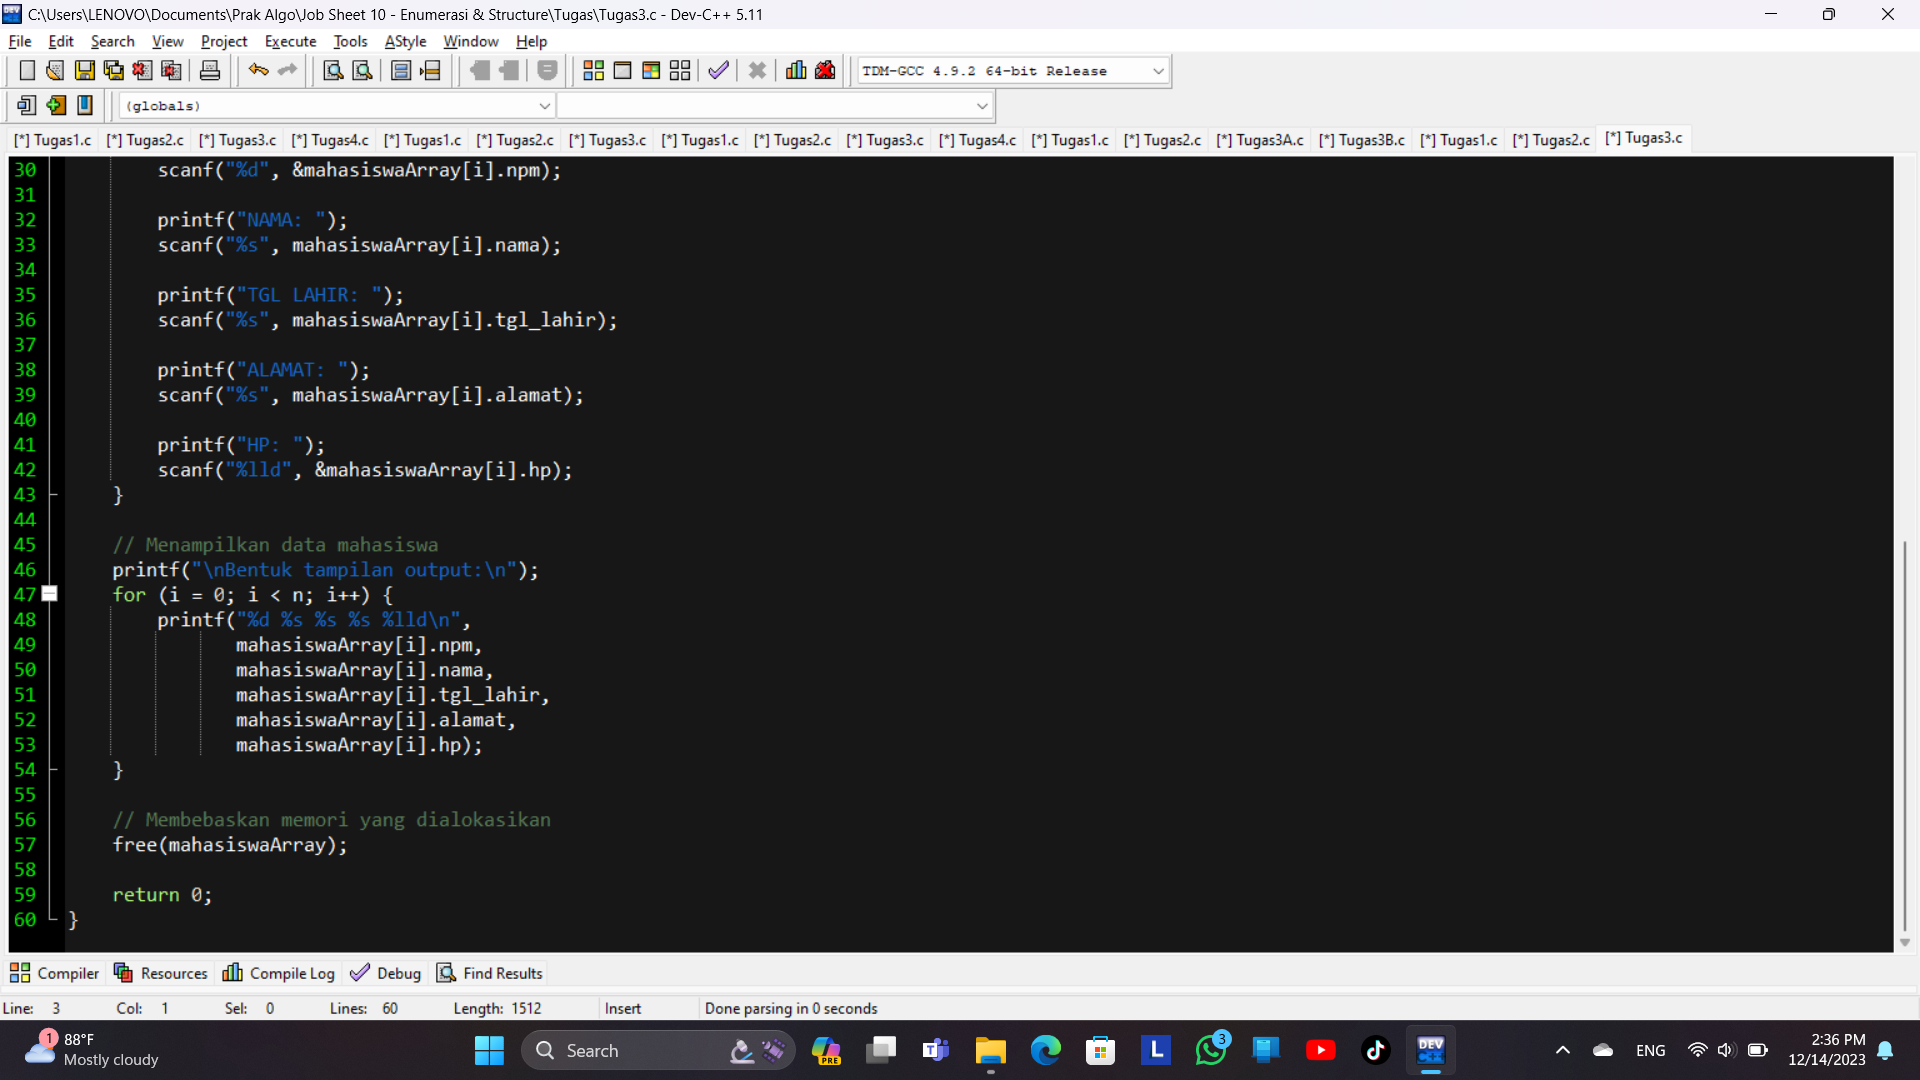 C:\Users\LENOVO\Documents\Prak Algo\Job Sheet 10 - Enumerasi & Structure\Tugas\Tugas3.c - Dev-C++ 5.11
File Edit Search View Project Execute Tools AStyle Window Help
TDM-GCC 4.9.2 64-bit Release
(globals)
[*] Tugas1.c [*] Tugas2.c [*] Tugas3.c [*] Tugas4.c [*] Tugas1.c [*] Tugas2.c [*] Tugas3.c [*] Tugas1.c [*] Tugas2.c [*] Tugas3.c [*] Tugas4.c [*] Tugas1.c [*] Tugas2.c [*] Tugas3A.c [*] Tugas3B.c [*] Tugas1.c [*] Tugas2.c [*] Tugas3.c
30 scanf("%d", &mahasiswaArray[i].npm);
31
32 printf("NAMA: ");
33 scanf("%s", mahasiswaArray[i].nama);
34
35 printf("TGL LAHIR: ");
36 scanf("%s", mahasiswaArray[i].tgl_lahir);
37
38 printf("ALAMAT: ");
39 scanf("%s", mahasiswaArray[i].alamat);
40
41 printf("HP: ");
42 scanf("%lld", &mahasiswaArray[i].hp);
43 }
44
45 // Menampilkan data mahasiswa
46 printf("\nBentuk tampilan output:\n");
47 for (i = 0; i < n; i++) {
48 printf("%d %s %s %s %lld\n",
49 mahasiswaArray[i].npm,
50 mahasiswaArray[i].nama,
51 mahasiswaArray[i].tgl_lahir,
52 mahasiswaArray[i].alamat,
53 mahasiswaArray[i].hp);
54 }
55
56 // Membebaskan memori yang dialokasikan
57 free(mahasiswaArray);
58
59 return 0;
60 }
Compiler Resources Compile Log Debug Find Results
Line: 3 Col: 1 Sel: 0 Lines: 60 Length: 1512 Insert Done parsing in 0 seconds
1 88°F
Mostly cloudy
Search
PRE
T
L
3
DEV
C++
ENG
2:36 PM
12/14/2023